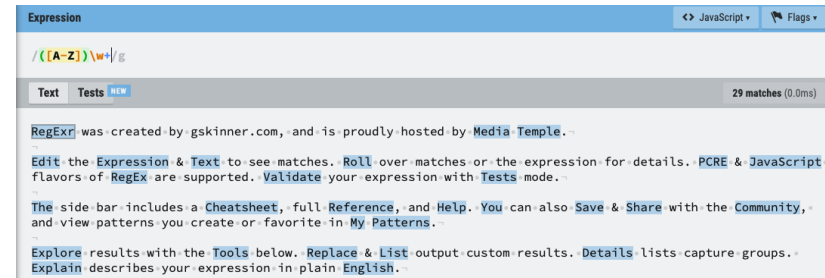 Expression
<> JavaScript ▾
Flags ▾
/([A-Z])\w+/g
Text
Tests NEW
29 matches (0.0ms)
RegExr was created by gskinner.com, and is proudly hosted by Media Temple.
Edit the Expression & Text to see matches. Roll over matches or the expression for details. PCRE & JavaScript
flavors of RegEx are supported. Validate your expression with Tests mode.
The side bar includes a Cheatsheet, full Reference, and Help. You can also Save & Share with the Community,
and view patterns you create or favorite in My Patterns.
Explore results with the Tools below. Replace & List output custom results. Details lists capture groups.
Explain describes your expression in plain English.